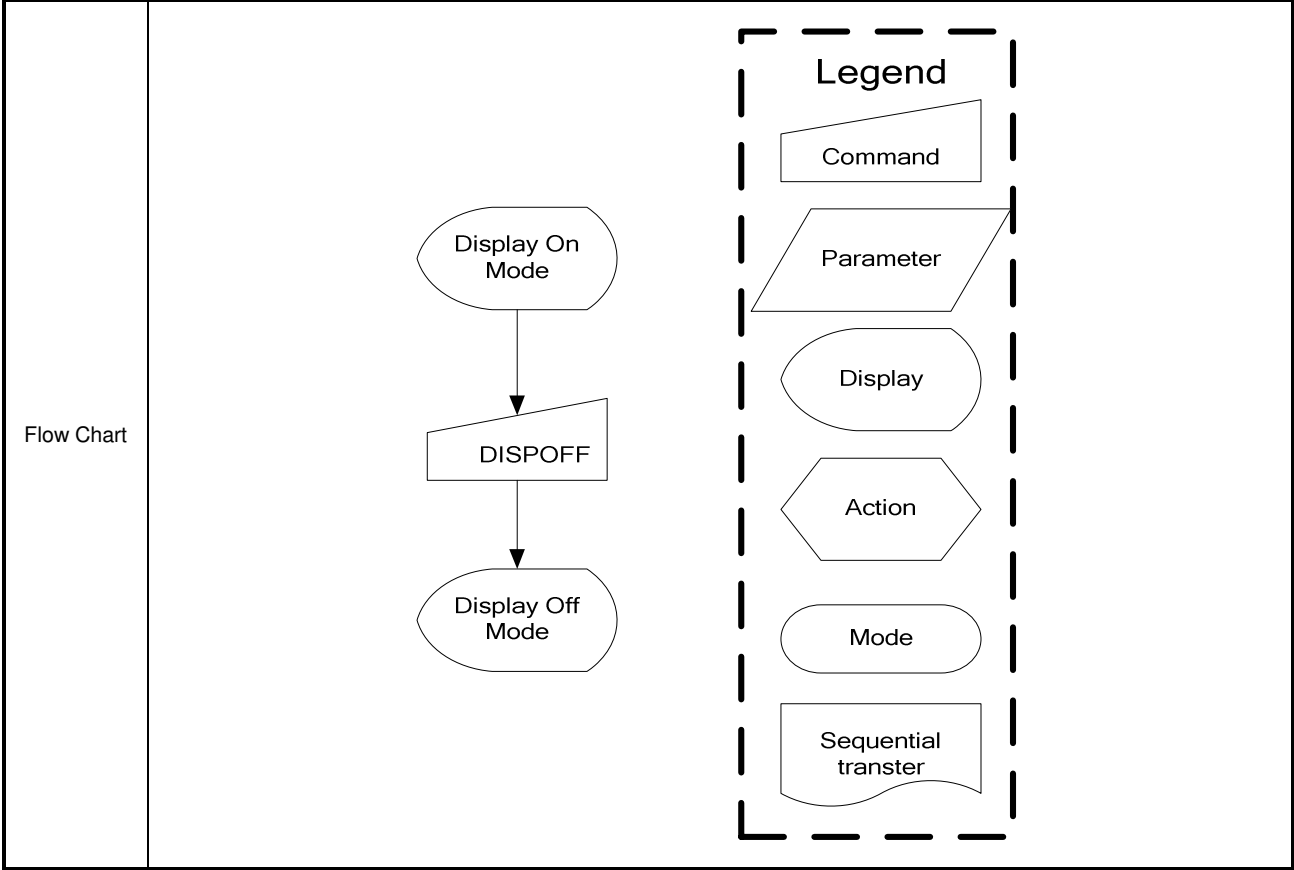 Flow Chart
Display On
Mode
DISPOFF
Display Off
Mode
Legend
Command
Parameter
Display
Action
Mode
Sequential
transter